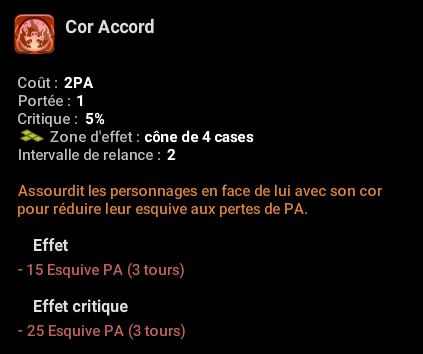 Cor Accord
Coût : 2PA
Portée : 1
Critique : 5%
Zone d'effet : cône de 4 cases
Intervalle de relance : 2
Assourdit les personnages en face de lui avec son cor
pour réduire leur esquive aux pertes de PA.
Effet
- 15 Esquive PA (3 tours)
Effet critique
- 25 Esquive PA (3 tours)